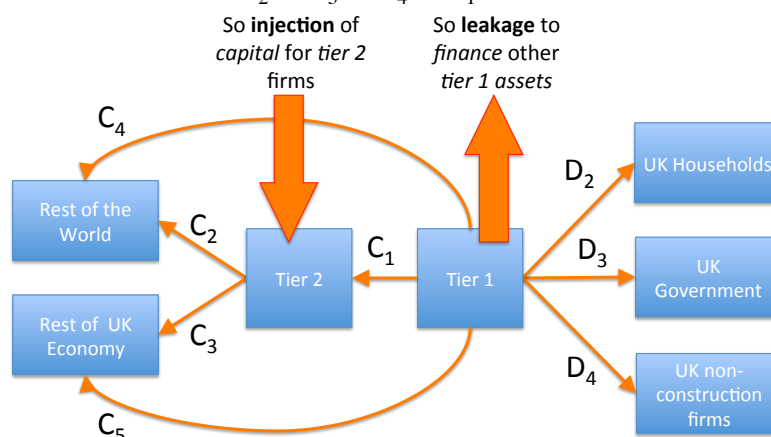 So injection of
capital for tier 2
firms
So leakage to
finance other
tier 1 assets
C4
UK Households
D2
Rest of the
World
C2
C1
D3
Tier 2
Tier 1
UK
Government
Rest of UK
Economy
C3
D4
UK non-
construction
firms
C5